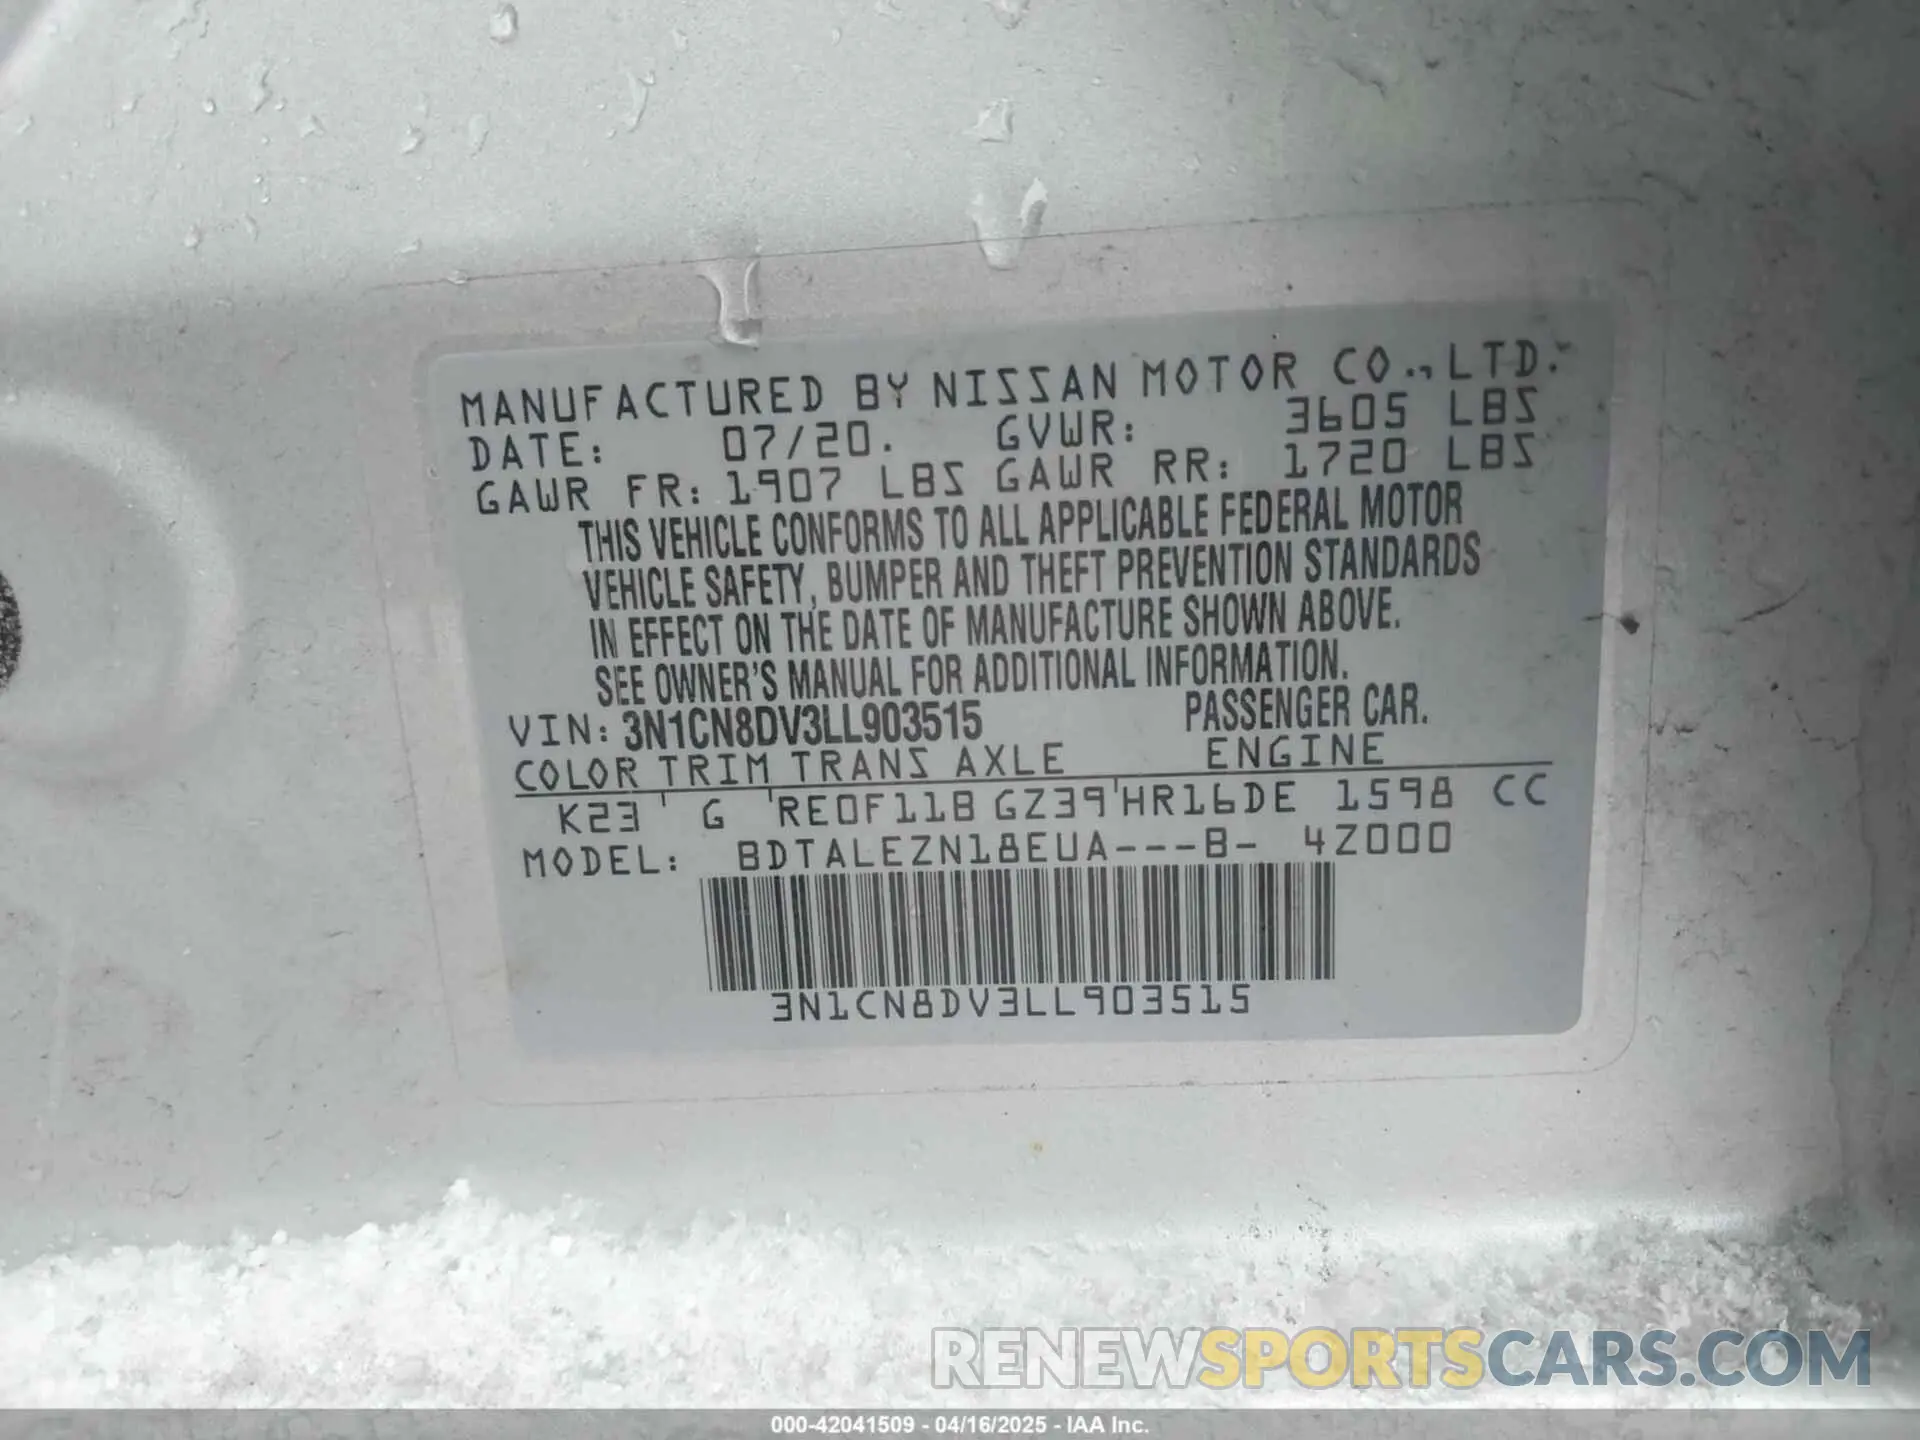 MANUFACTURED BY NISSAN MOTOR CO., LTD.
DATE: 07/20. GVWR: 3605 LBS
GAWR FR: 1907 LBS GAWR RR: 1720 LBS
THIS VEHICLE CONFORMS TO ALL APPLICABLE FEDERAL MOTOR
VEHICLE SAFETY, BUMPER AND THEFT PREVENTION STANDARDS
IN EFFECT ON THE DATE OF MANUFACTURE SHOWN ABOVE.
SEE OWNER'S MANUAL FOR ADDITIONAL INFORMATION.
VIN: 3N1CN8DV3LL903515 PASSENGER CAR.
COLOR TRIM TRANS AXLE ENGINE
K23 ' G 'RE0F11B GZ39'HR16DE 1598 CC
MODEL: BDTALEZN18EUA---B- 4Z000
3N1CN8DV3LL903515
RENEWSPORTSCARS.COM
000-42041509 - 04/16/2025 - IAA Inc.